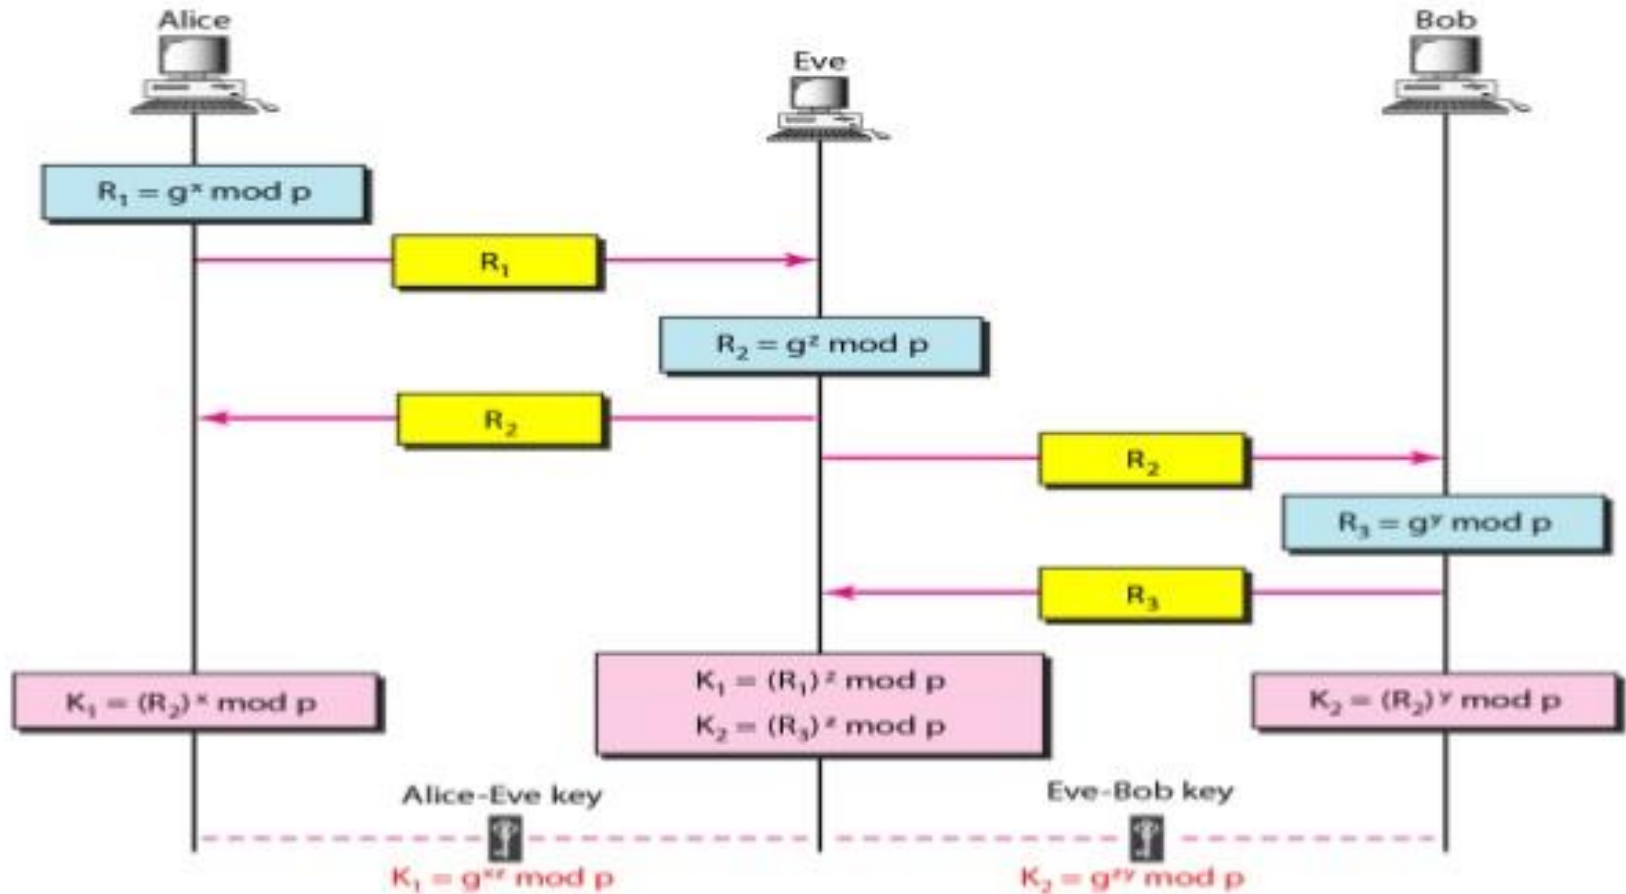 Alice
Eve
Bob
R₁ = gˣ mod p
R₁
R₂ = gᶻ mod p
R₂
R₂
R₃ = gʸ mod p
R₃
K₁ = (R₂)ˣ mod p
K₁ = (R₁)ᶻ mod p
K₂ = (R₃)ᶻ mod p
K₂ = (R₂)ʸ mod p
Alice-Eve key
Eve-Bob key
K₁ = gˣᶻ mod p
K₂ = gᶻʸ mod p